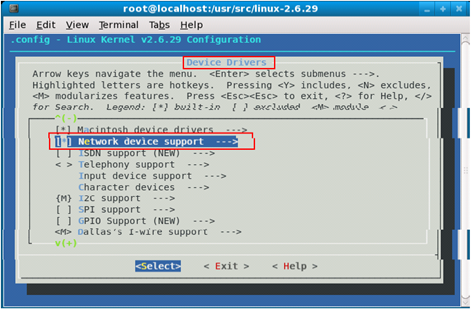 root@localhost:/usr/src/linux-2.6.29
File Edit View Terminal Tabs Help
.config - Linux Kernel v2.6.29 Configuration
Device Drivers
Arrow keys navigate the menu. <Enter> selects submenus --->.
Highlighted letters are hotkeys. Pressing <Y> includes, <N> excludes,
<M> modularizes features. Press <Esc><Esc> to exit, <?> for Help, </>
for Search. Legend: [*] built-in [ ] excluded <M> module < >
^(-)
[*] Macintosh device drivers --->
[*] Network device support --->
[ ] ISDN support (NEW) --->
< > Telephony support --->
Input device support --->
Character devices --->
{M} I2C support --->
[ ] SPI support --->
[ ] GPIO Support (NEW) --->
<M> Dallas's 1-wire support --->
v(+)
<Select> < Exit > < Help >